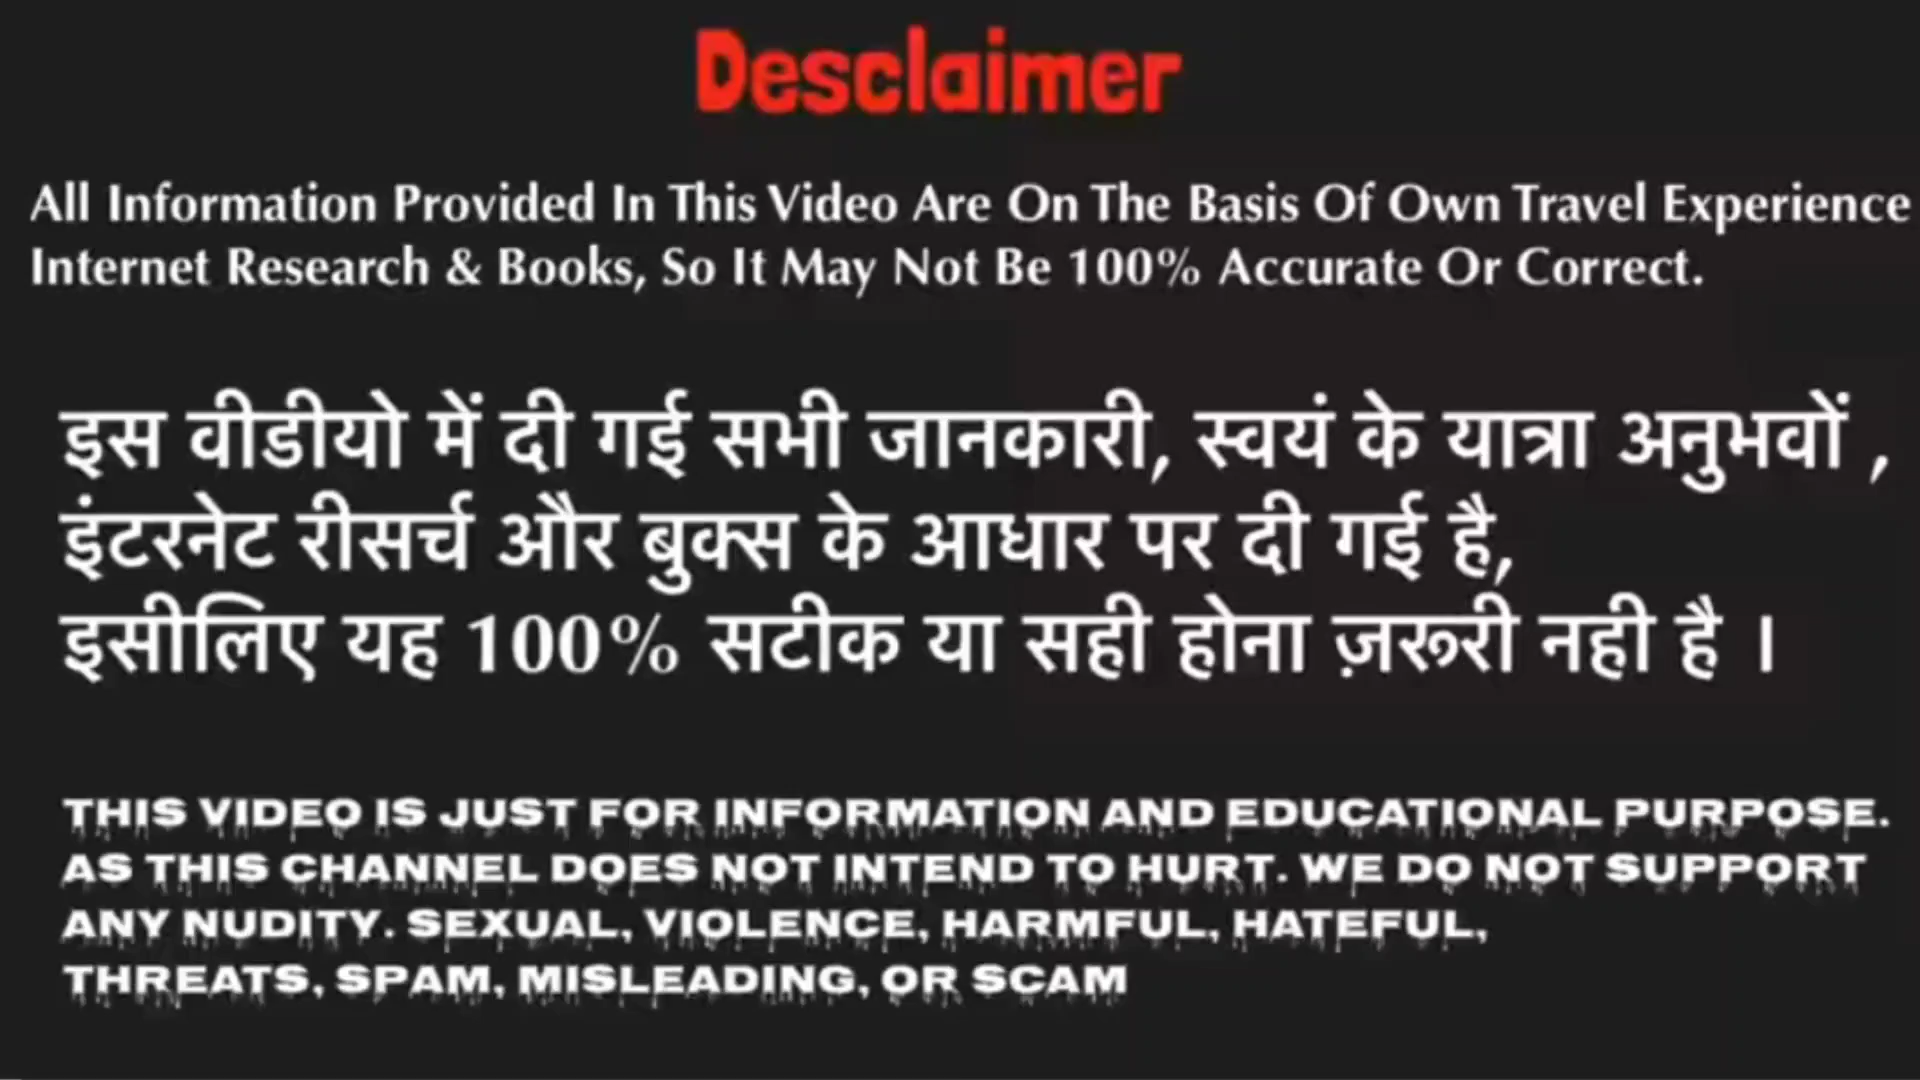 Desclaimer
All Information Provided In This Video Are On The Basis Of Own Travel Experience
Internet Research & Books, So It May Not Be 100% Accurate Or Correct.
इस वीडीयो में दी गई सभी जानकारी, स्वयं के यात्रा अनुभवों ,
इंटरनेट रीसर्च और बुक्स के आधार पर दी गई है,
इसीलिए यह 100% सटीक या सही होना ज़रूरी नही है ।
THIS VIDEO IS JUST FOR INFORMATION AND EDUCATIONAL PURPOSE.
AS THIS CHANNEL DOES NOT INTEND TO HURT. WE DO NOT SUPPORT
ANY NUDITY. SEXUAL, VIOLENCE, HARMFUL, HATEFUL,
THREATS, SPAM, MISLEADING, OR SCAM